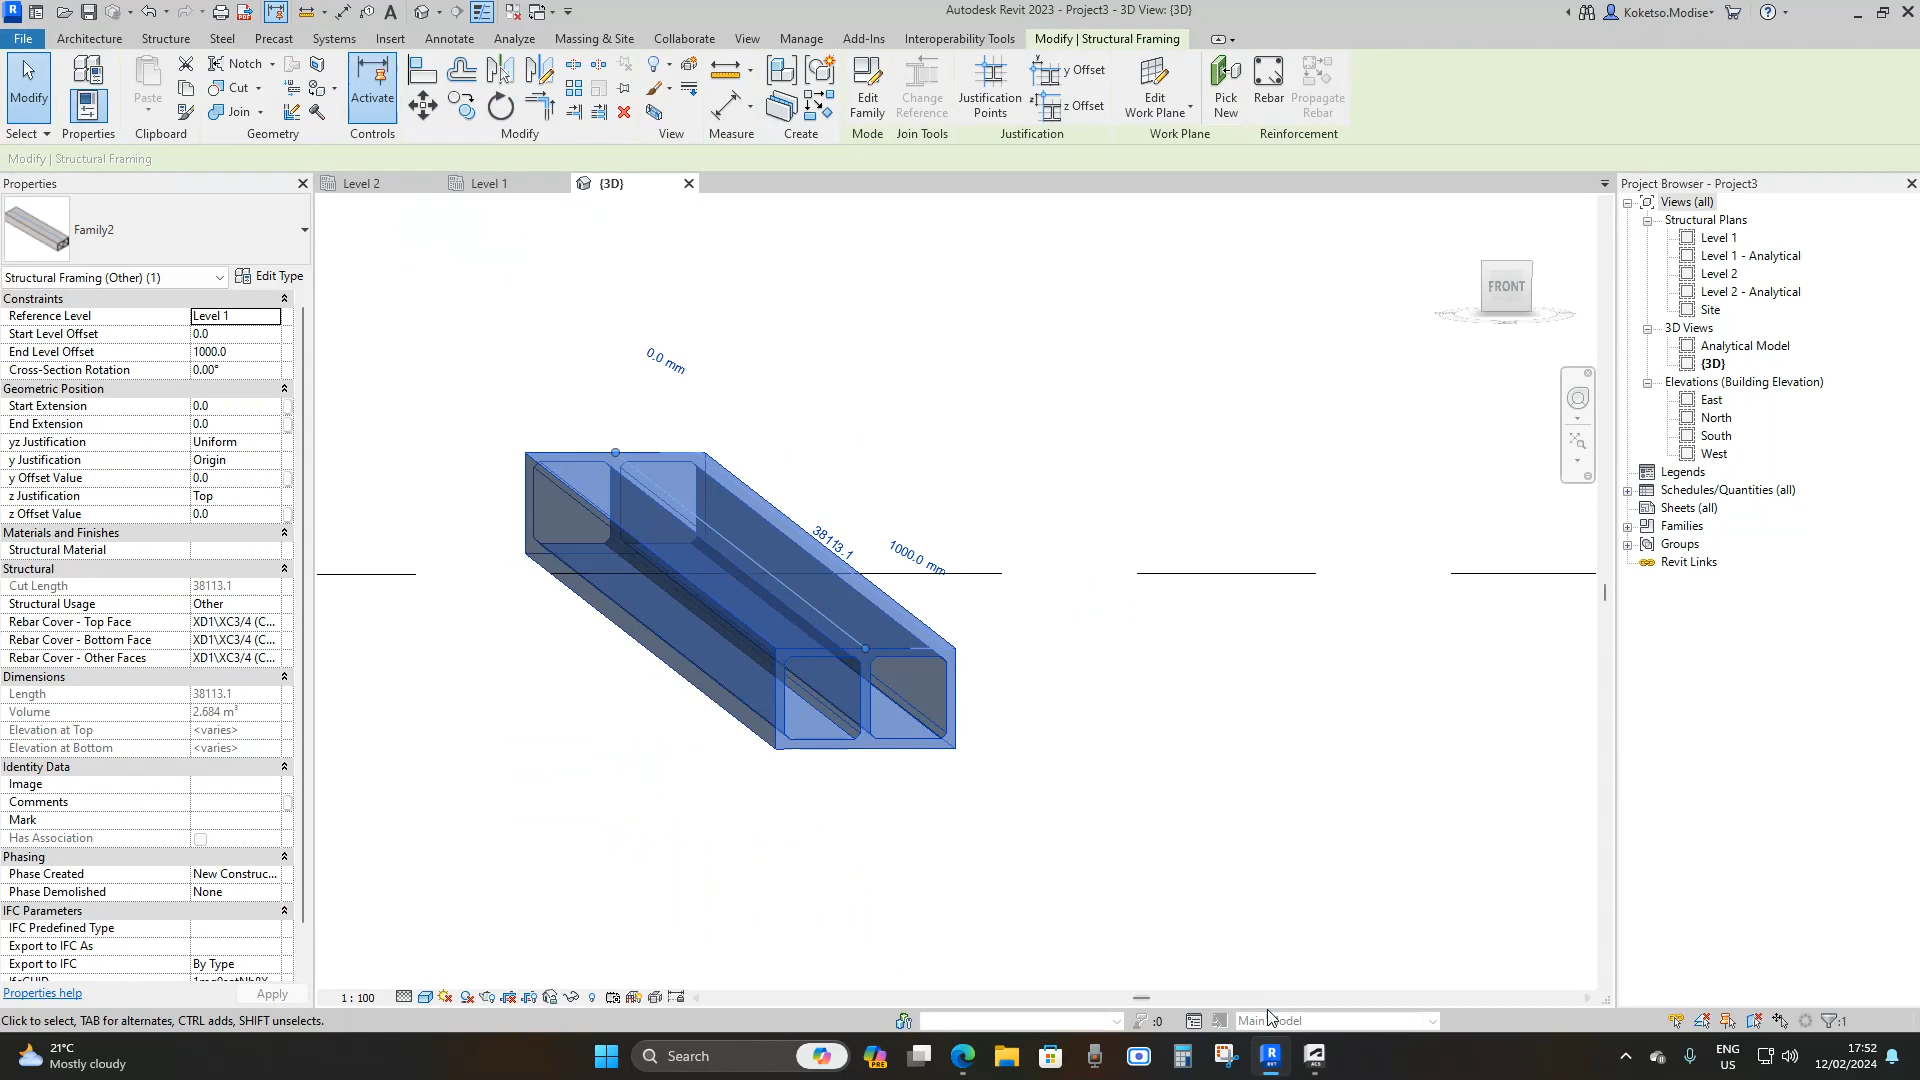 Autodesk Revit 2023 - Project3 - 3D View: {3D}
Koketso.Modise
File Architecture Structure Steel Precast Systems Insert Annotate Analyze Massing & Site Collaborate View Manage Add-Ins Interoperability Tools Modify | Structural Framing
Modify Paste Notch Cut Join Activate Edit Family Change Reference Justification Points y Offset z Offset Edit Work Plane Pick New Rebar Propagate Rebar
Select Properties Clipboard Geometry Controls Modify View Measure Create Mode Join Tools Justification Work Plane Reinforcement
Modify | Structural Framing
Properties
Family2
Structural Framing (Other) (1) Edit Type
Constraints
Reference Level Level 1
Start Level Offset 0.0
End Level Offset 1000.0
Cross-Section Rotation 0.00°
Geometric Position
Start Extension 0.0
End Extension 0.0
yz Justification Uniform
y Justification Origin
y Offset Value 0.0
z Justification Top
z Offset Value 0.0
Materials and Finishes
Structural Material
Structural
Cut Length 38113.1
Structural Usage Other
Rebar Cover - Top Face XD1\XC3/4 (C...
Rebar Cover - Bottom Face XD1\XC3/4 (C...
Rebar Cover - Other Faces XD1\XC3/4 (C...
Dimensions
Length 38113.1
Volume 2.684 m³
Elevation at Top <varies>
Elevation at Bottom <varies>
Identity Data
Image
Comments
Mark
Has Association
Phasing
Phase Created New Construc...
Phase Demolished None
IFC Parameters
IFC Predefined Type
Export to IFC As
Export to IFC By Type
Properties help Apply
Level 2 Level 1 {3D}
0.0 mm
38113.1
1000.0 mm
FRONT
1 : 100
Project Browser - Project3
Views (all)
Structural Plans
Level 1
Level 1 - Analytical
Level 2
Level 2 - Analytical
Site
3D Views
Analytical Model
{3D}
Elevations (Building Elevation)
East
North
South
West
Legends
Schedules/Quantities (all)
Sheets (all)
Families
Groups
Revit Links
Click to select, TAB for alternates, CTRL adds, SHIFT unselects.
:0
Main Model
:1
21°C
Mostly cloudy
Search
PRE
RVT
ACS
ENG
US
17:52
12/02/2024